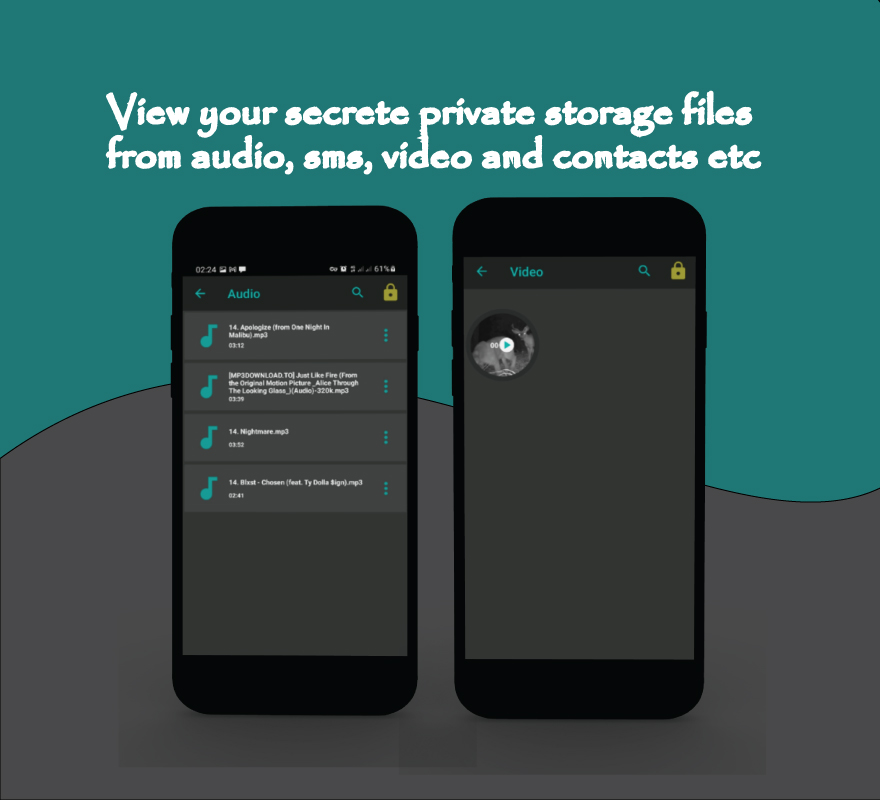 View your secrete private storage files
from audio, sms, video and contacts etc
02:24
61%
Audio
14. Apologize (from One Night In
Malibu).mp3
03:12
[MP3DOWNLOAD.TO] Just Like Fire (From
the Original Motion Picture _Alice Through
The Looking Glass_)(Audio)-320k.mp3
03:39
14. Nightmare.mp3
03:52
14. Blxst - Chosen (feat. Ty Dolla $ign).mp3
02:41
Video
00